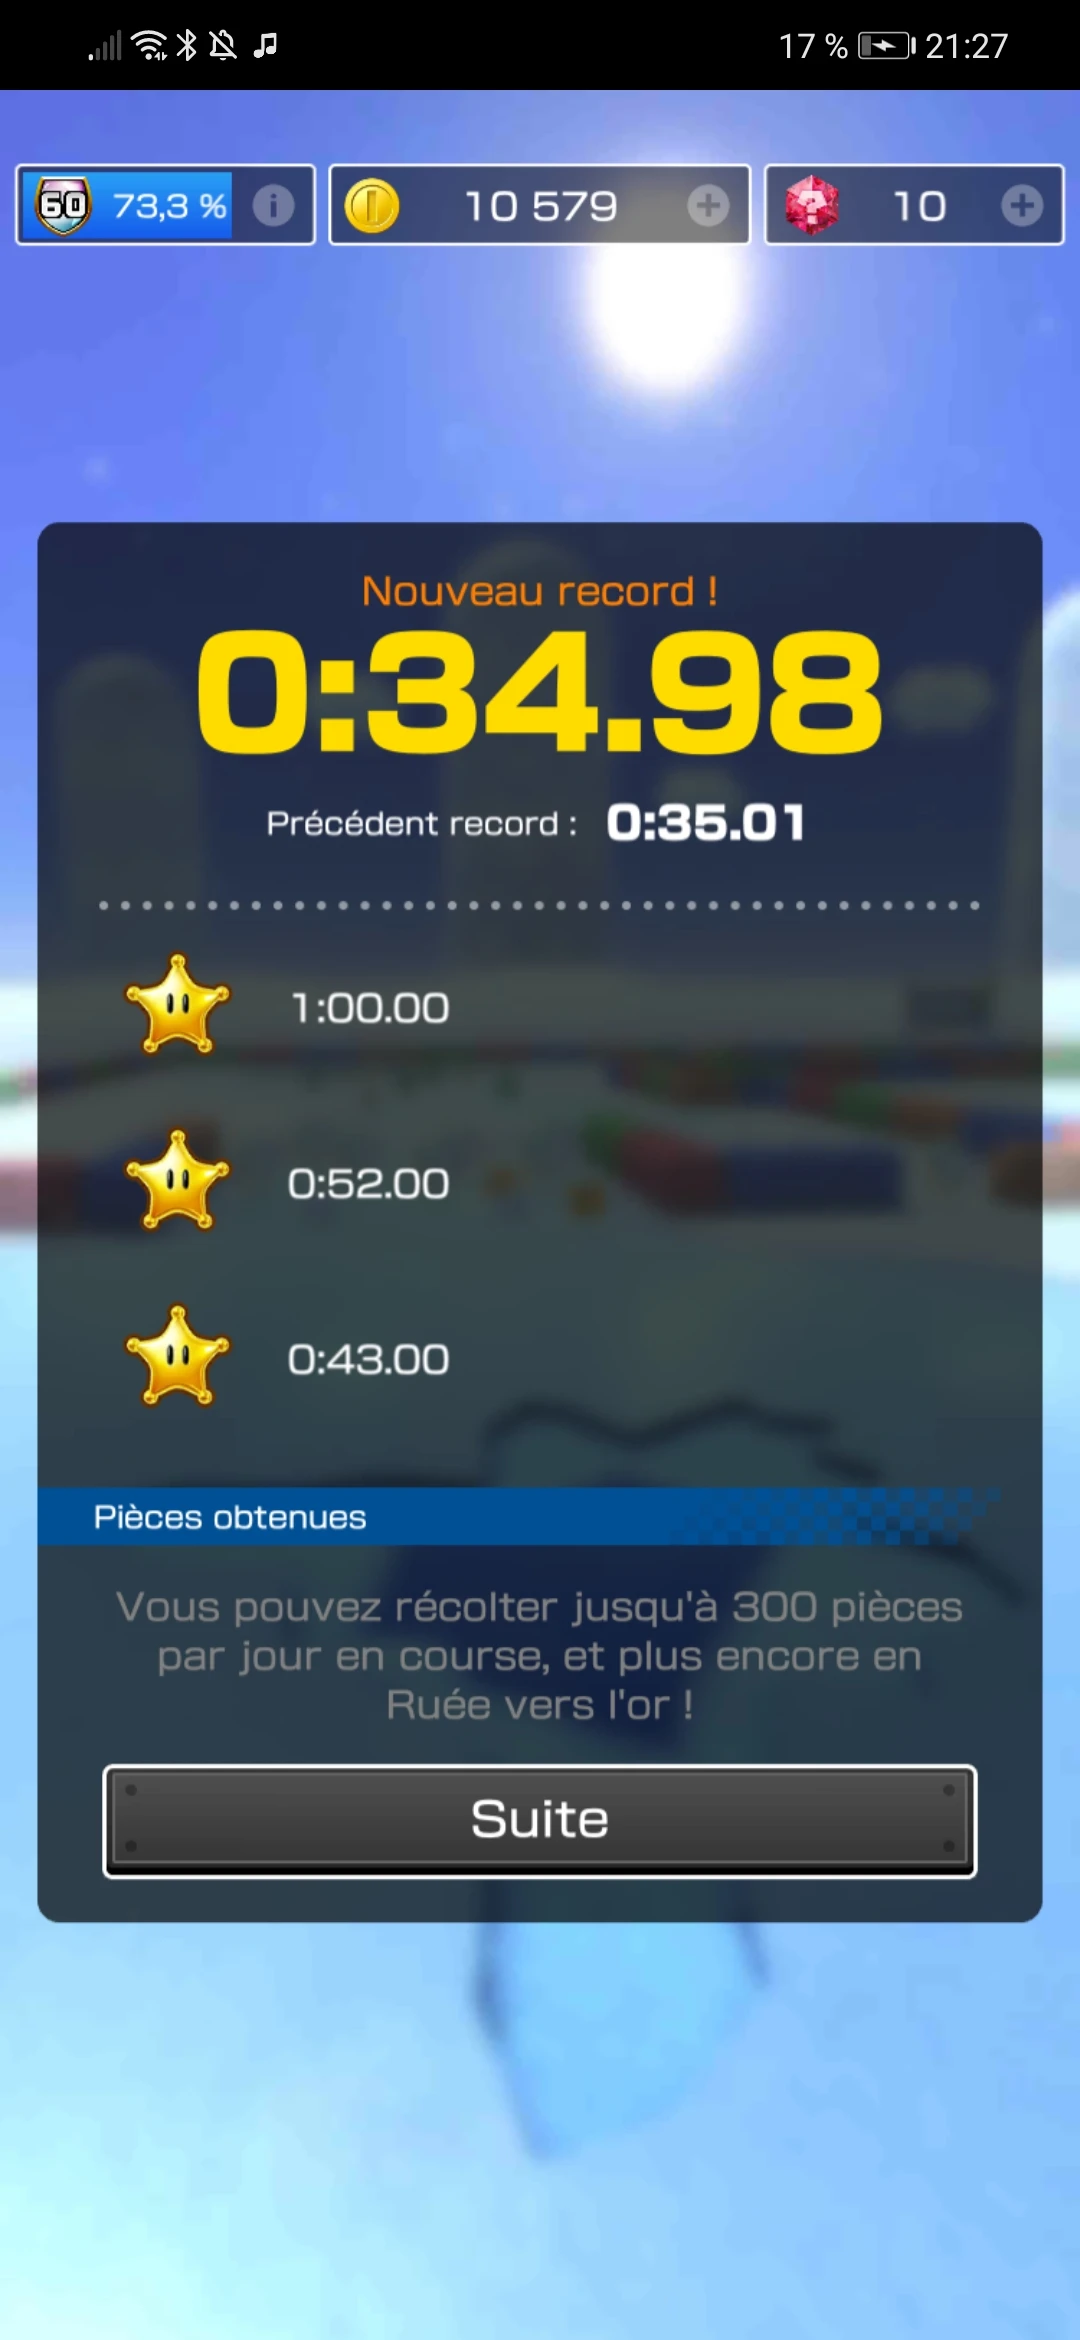 17 % 21:27
60 73,3 % i 10 579 + ? 10 +
Nouveau record !
0:34.98
Précédent record : 0:35.01
1:00.00
0:52.00
0:43.00
Pièces obtenues
Vous pouvez récolter jusqu'à 300 pièces
par jour en course, et plus encore en
Ruée vers l'or !
Suite